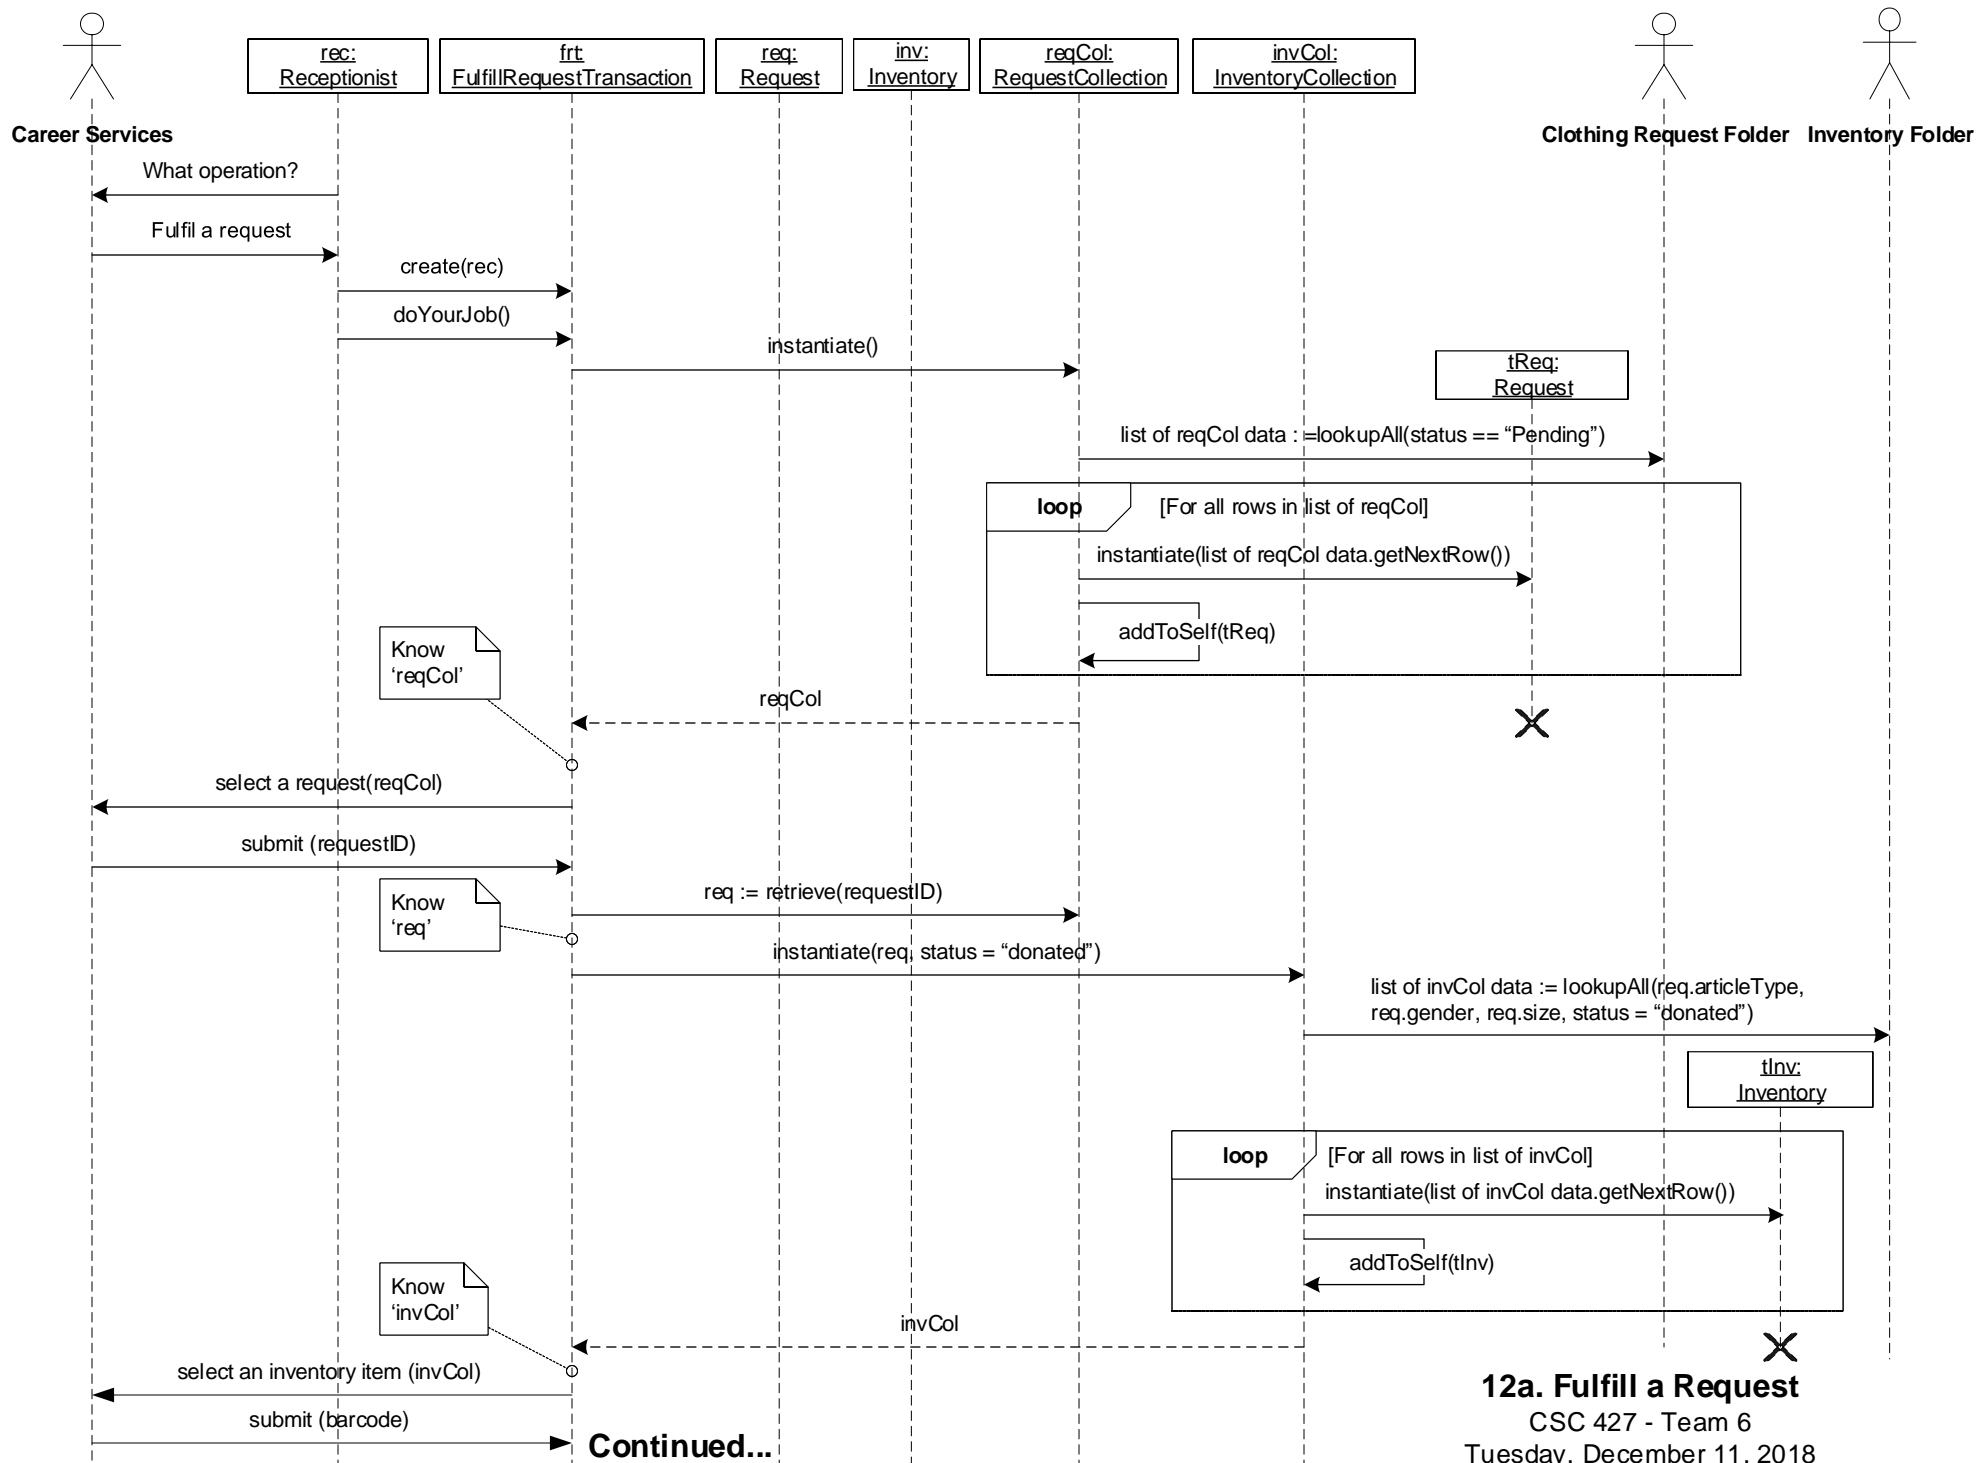 rec:
Receptionist
frt:
FulfillRequestTransaction
req:
Request
inv:
Inventory
reqCol:
RequestCollection
invCol:
InventoryCollection
Career Services
Clothing Request Folder
Inventory Folder
What operation?
Fulfil a request
create(rec)
doYourJob()
instantiate()
tReq:
Request
list of reqCol data : =lookupAll(status == “Pending”)
loop
[For all rows in list of reqCol]
instantiate(list of reqCol data.getNextRow())
addToSelf(tReq)
Know
‘reqCol’
reqCol
select a request(reqCol)
submit (requestID)
Know
‘req’
req := retrieve(requestID)
instantiate(req, status = “donated”)
list of invCol data := lookupAll(req.articleType,
req.gender, req.size, status = “donated”)
tInv:
Inventory
loop
[For all rows in list of invCol]
instantiate(list of invCol data.getNextRow())
addToSelf(tInv)
Know
‘invCol’
invCol
select an inventory item (invCol)
submit (barcode)
Continued...
12a. Fulfill a Request
CSC 427 - Team 6
Tuesday, December 11, 2018